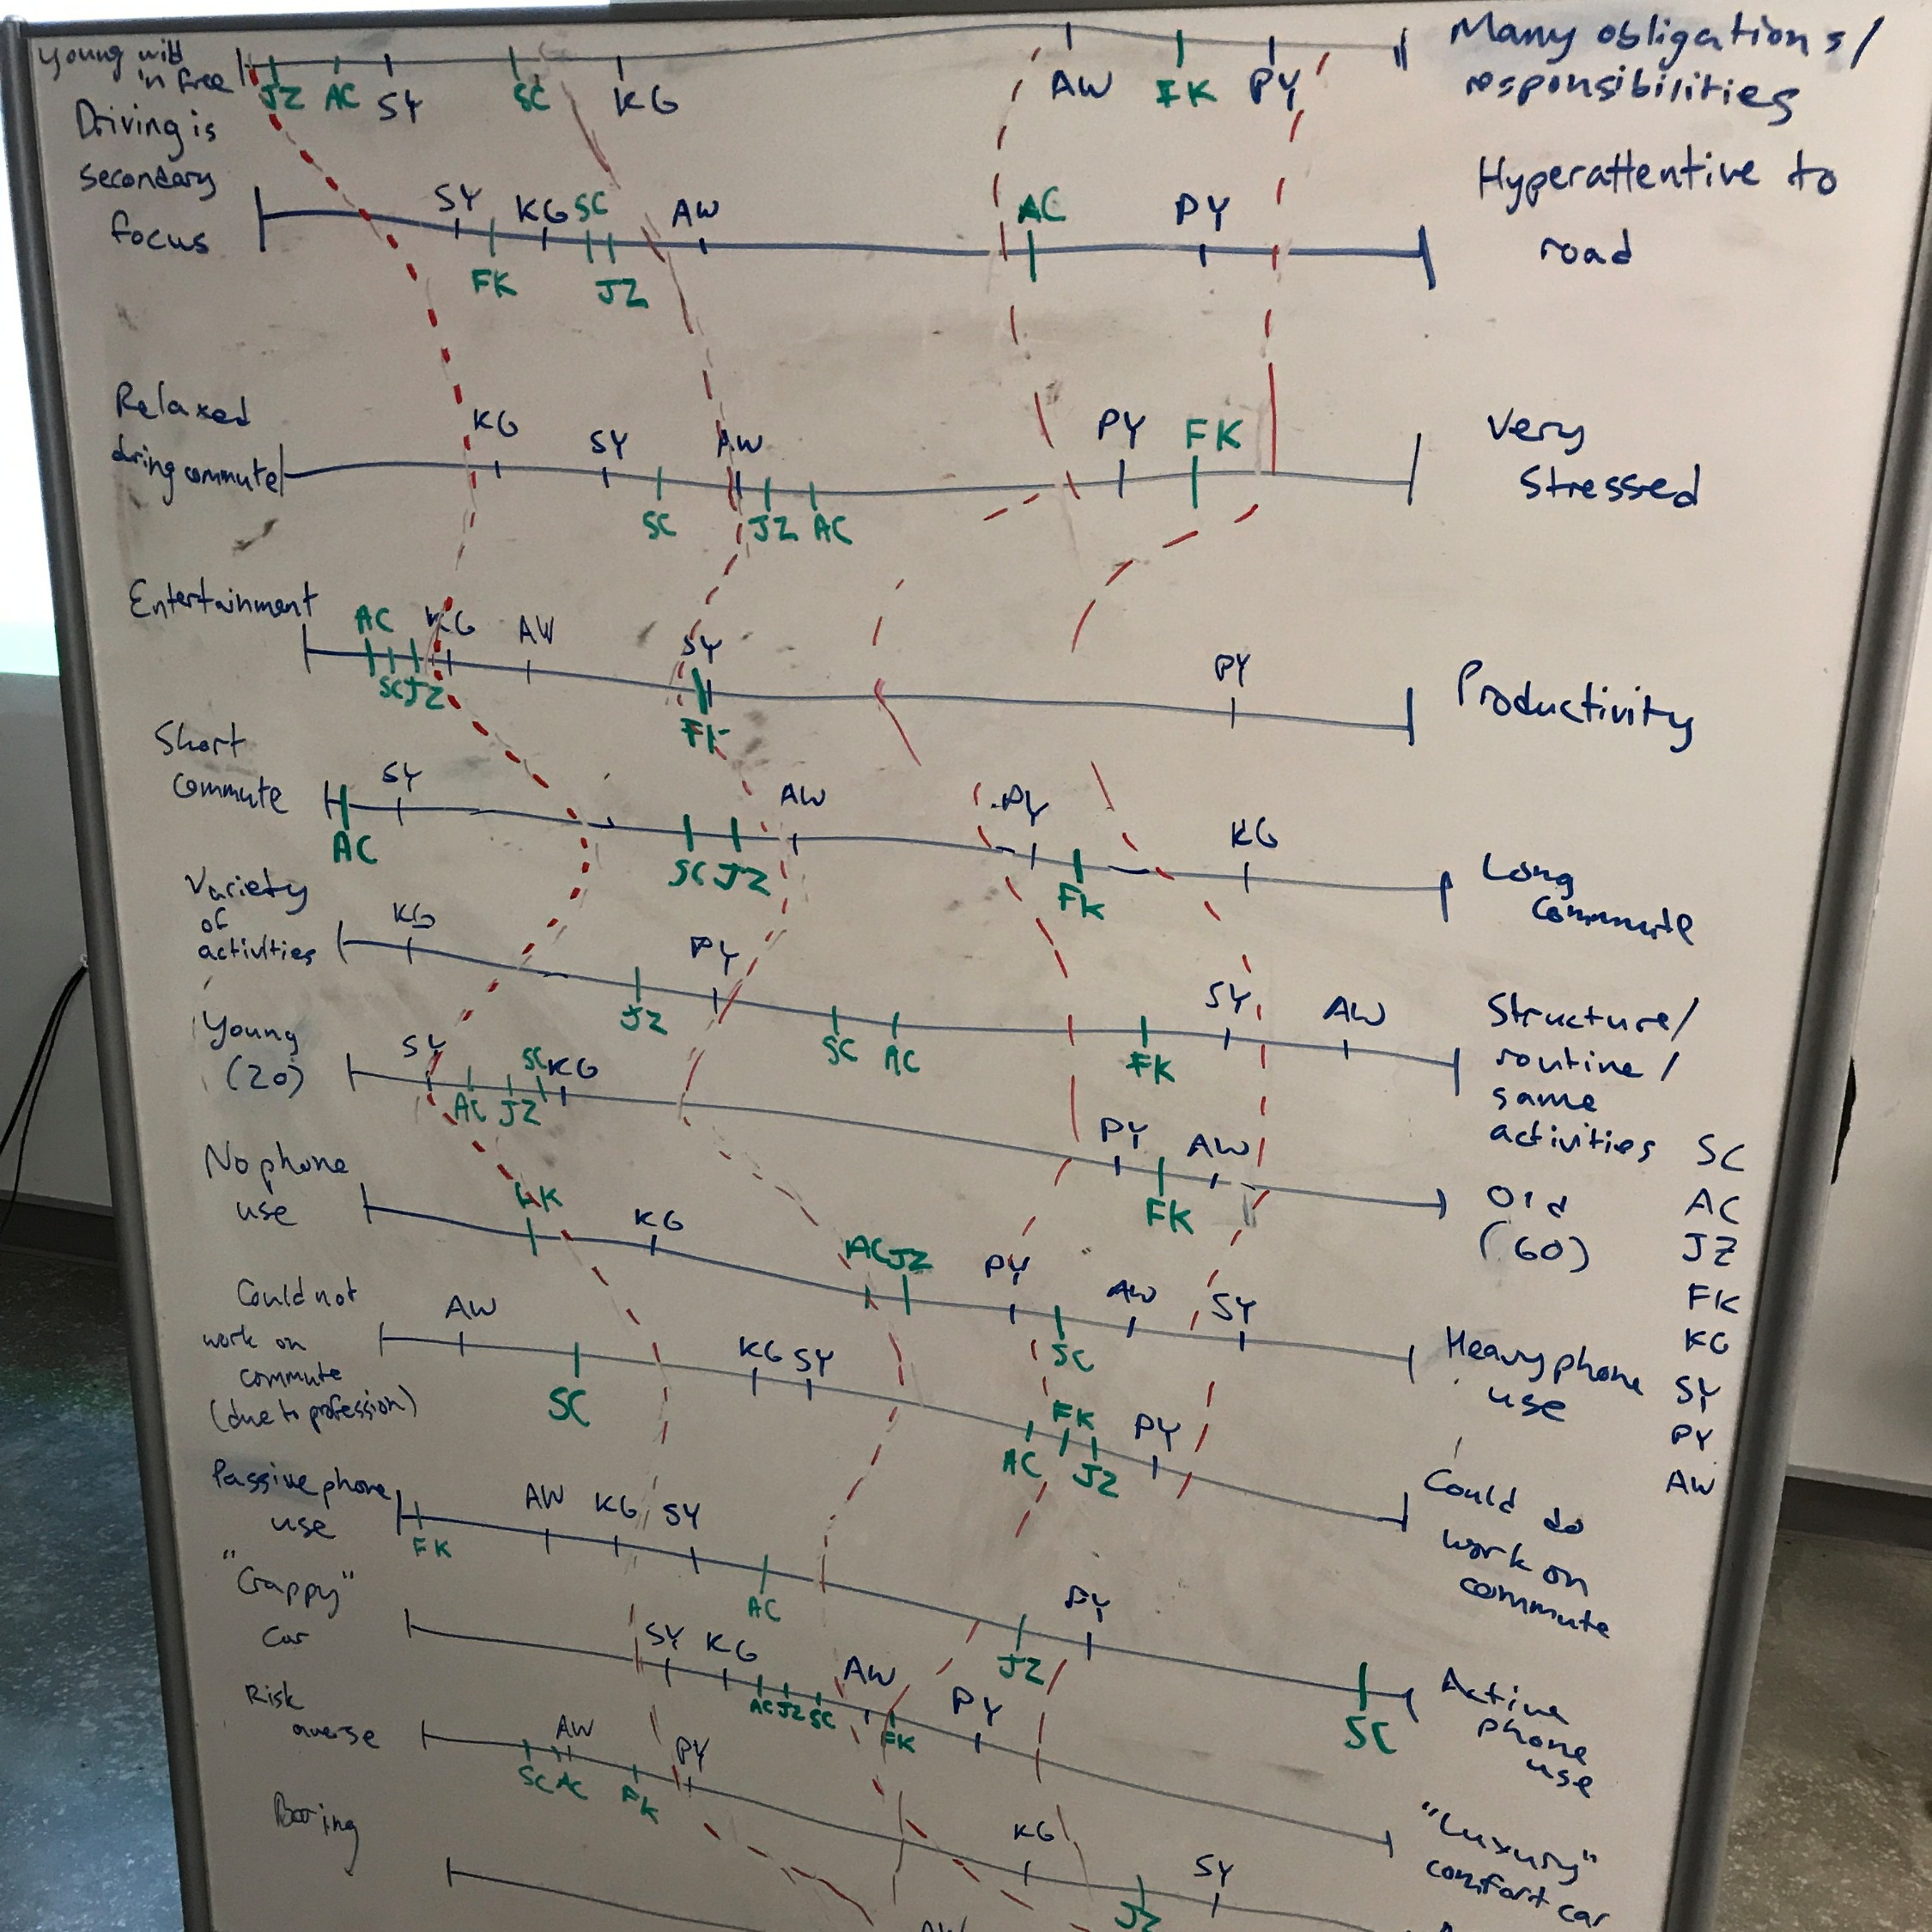 Young wild 'n free
JZ AC SY SC KG AW FK PY
Many obligations/
responsibilities
Driving is
secondary
focus
SY KG SC AW AC PY
FK JZ
Hyperattentive to
road
Relaxed
during commute
KG SY AW PY FK
SC JZ AC
Very
Stressed
Entertainment
AC KG AW SY PY
SC JZ FK
Productivity
Short
commute
SY AW PY KG
AC SC JZ FK
Long
Commute
Variety
of
activities
KG PY SY AW
JZ SC AC FK
Structure/
routine/
same
activities
Young
(20)
SY SC KG PY AW
AC JZ FK
Old
(60)
No phone
use
FK KG AC JZ PY AW SY
SC
Heavy phone
use
Could not
work on
commute
(due to profession)
AW KG SY FK PY
SC AC JZ
Could do
work on
commute
Passive phone
use
AW KG SY PY
FK AC JZ SC
Active
phone
use
"Crappy"
Car
SY KG AW PY
AC JZ SC FK
"Luxury"
comfort car
Risk
averse
AW PY KG SY
SC AC FK JZ
Boring
AW
SC
AC
JZ
FK
KG
SY
PY
AW